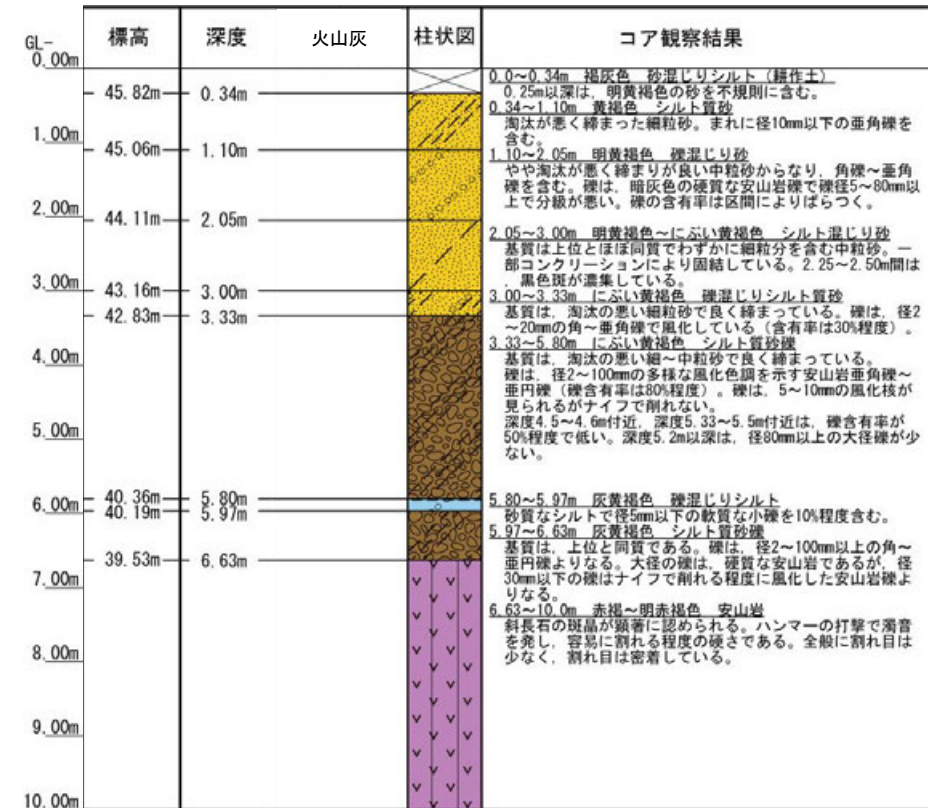 標高 深度 火山灰 柱状図 コア観察結果
GL-
0.00m
0.0～0.34m 褐灰色 砂混じりシルト（耕作土）
0.25m以深は，明黄褐色の砂を不規則に含む。
45.82m 0.34m
0.34～1.10m 黄褐色 シルト質砂
淘汰が悪く締まった細粒砂。まれに径10mm以下の亜角礫を
含む。
1.00m
45.06m 1.10m
1.10～2.05m 明黄褐色 礫混じり砂
やや淘汰が悪く締まりが良い中粒砂からなり，角礫～亜角
礫を含む。礫は，暗灰色の硬質な安山岩礫で礫径5～80mm以
上で分級が悪い。礫の含有率は区間によりばらつく。
2.00m
44.11m 2.05m
2.05～3.00m 明黄褐色～にぶい黄褐色 シルト混じり砂
基質は上位とほぼ同質でわずかに細粒分を含む中粒砂。一
部コンクリーションにより固結している。2.25～2.50m間は
，黒色斑が濃集している。
3.00m
43.16m 3.00m
3.00～3.33m にぶい黄褐色 礫混じりシルト質砂
基質は，淘汰の悪い細粒砂で良く締まっている。礫は，径2
～20mmの角～亜角礫で風化している（含有率は30%程度）。
42.83m 3.33m
3.33～5.80m にぶい黄褐色 シルト質砂礫
基質は，淘汰の悪い細～中粒砂で良く締まっている。
礫は，径2～100mmの多様な風化色調を示す安山岩亜角礫～
亜円礫（礫含有率は80%程度）。礫は，5～10mmの風化核が
見られるがナイフで削れない。
深度4.5～4.6m付近，深度5.33～5.5m付近は，礫含有率が
50%程度で低い。深度5.2m以深は，径80mm以上の大径礫が少
ない。
4.00m
5.00m
40.36m 5.80m
5.80～5.97m 灰黄褐色 礫混じりシルト
砂質なシルトで径5mm以下の軟質な小礫を10%程度含む。
6.00m
40.19m 5.97m
5.97～6.63m 灰黄褐色 シルト質砂礫
基質は，上位と同質である。礫は，径2～100mm以上の角～
亜円礫よりなる。大径の礫は，硬質な安山岩であるが，径
30mm以下の礫はナイフで削れる程度に風化した安山岩礫よ
りなる。
39.53m 6.63m
6.63～10.0m 赤褐～明赤褐色 安山岩
斜長石の斑晶が顕著に認められる。ハンマーの打撃で濁音
を発し，容易に割れる程度の硬さである。全般に割れ目は
少なく，割れ目は密着している。
7.00m
8.00m
9.00m
10.00m